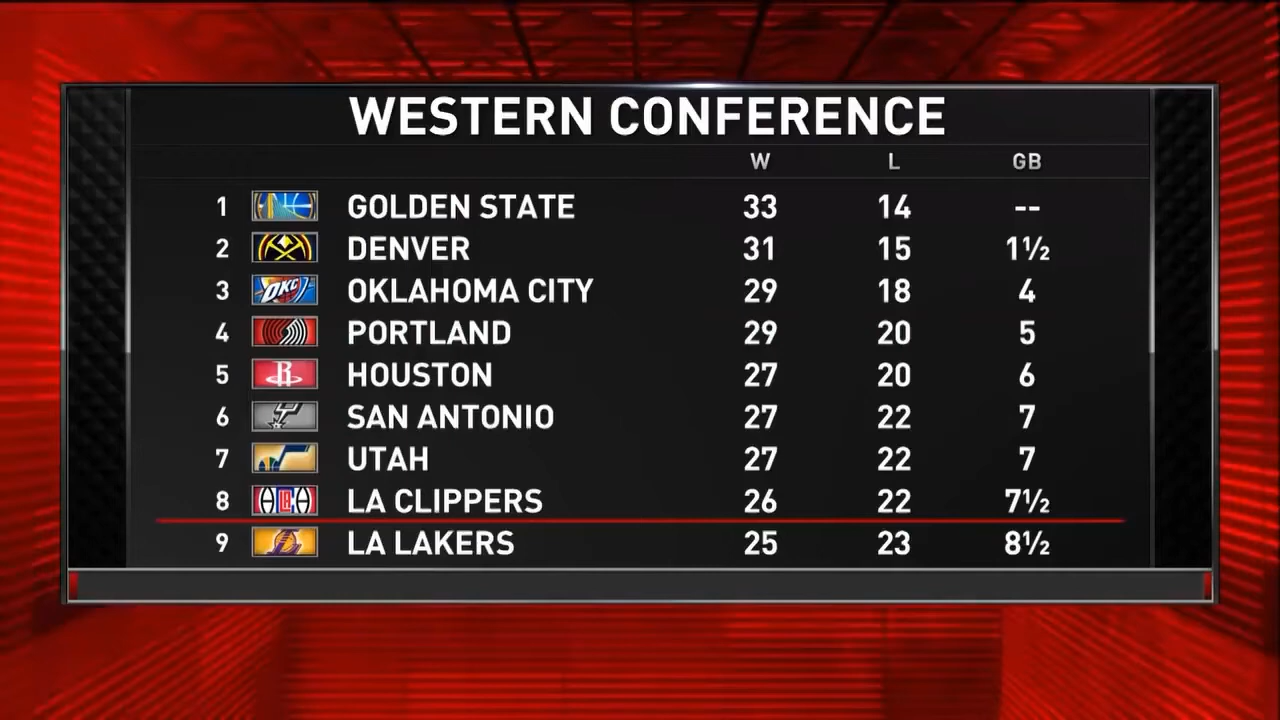 WESTERN CONFERENCE
W L GB
1 GOLDEN STATE 33 14 --
2 DENVER 31 15 1½
3 OKC OKLAHOMA CITY 29 18 4
4 PORTLAND 29 20 5
5 R HOUSTON 27 20 6
6 SAN ANTONIO 27 22 7
7 UTAH 27 22 7
8 LA CLIPPERS 26 22 7½
9 LA LAKERS 25 23 8½